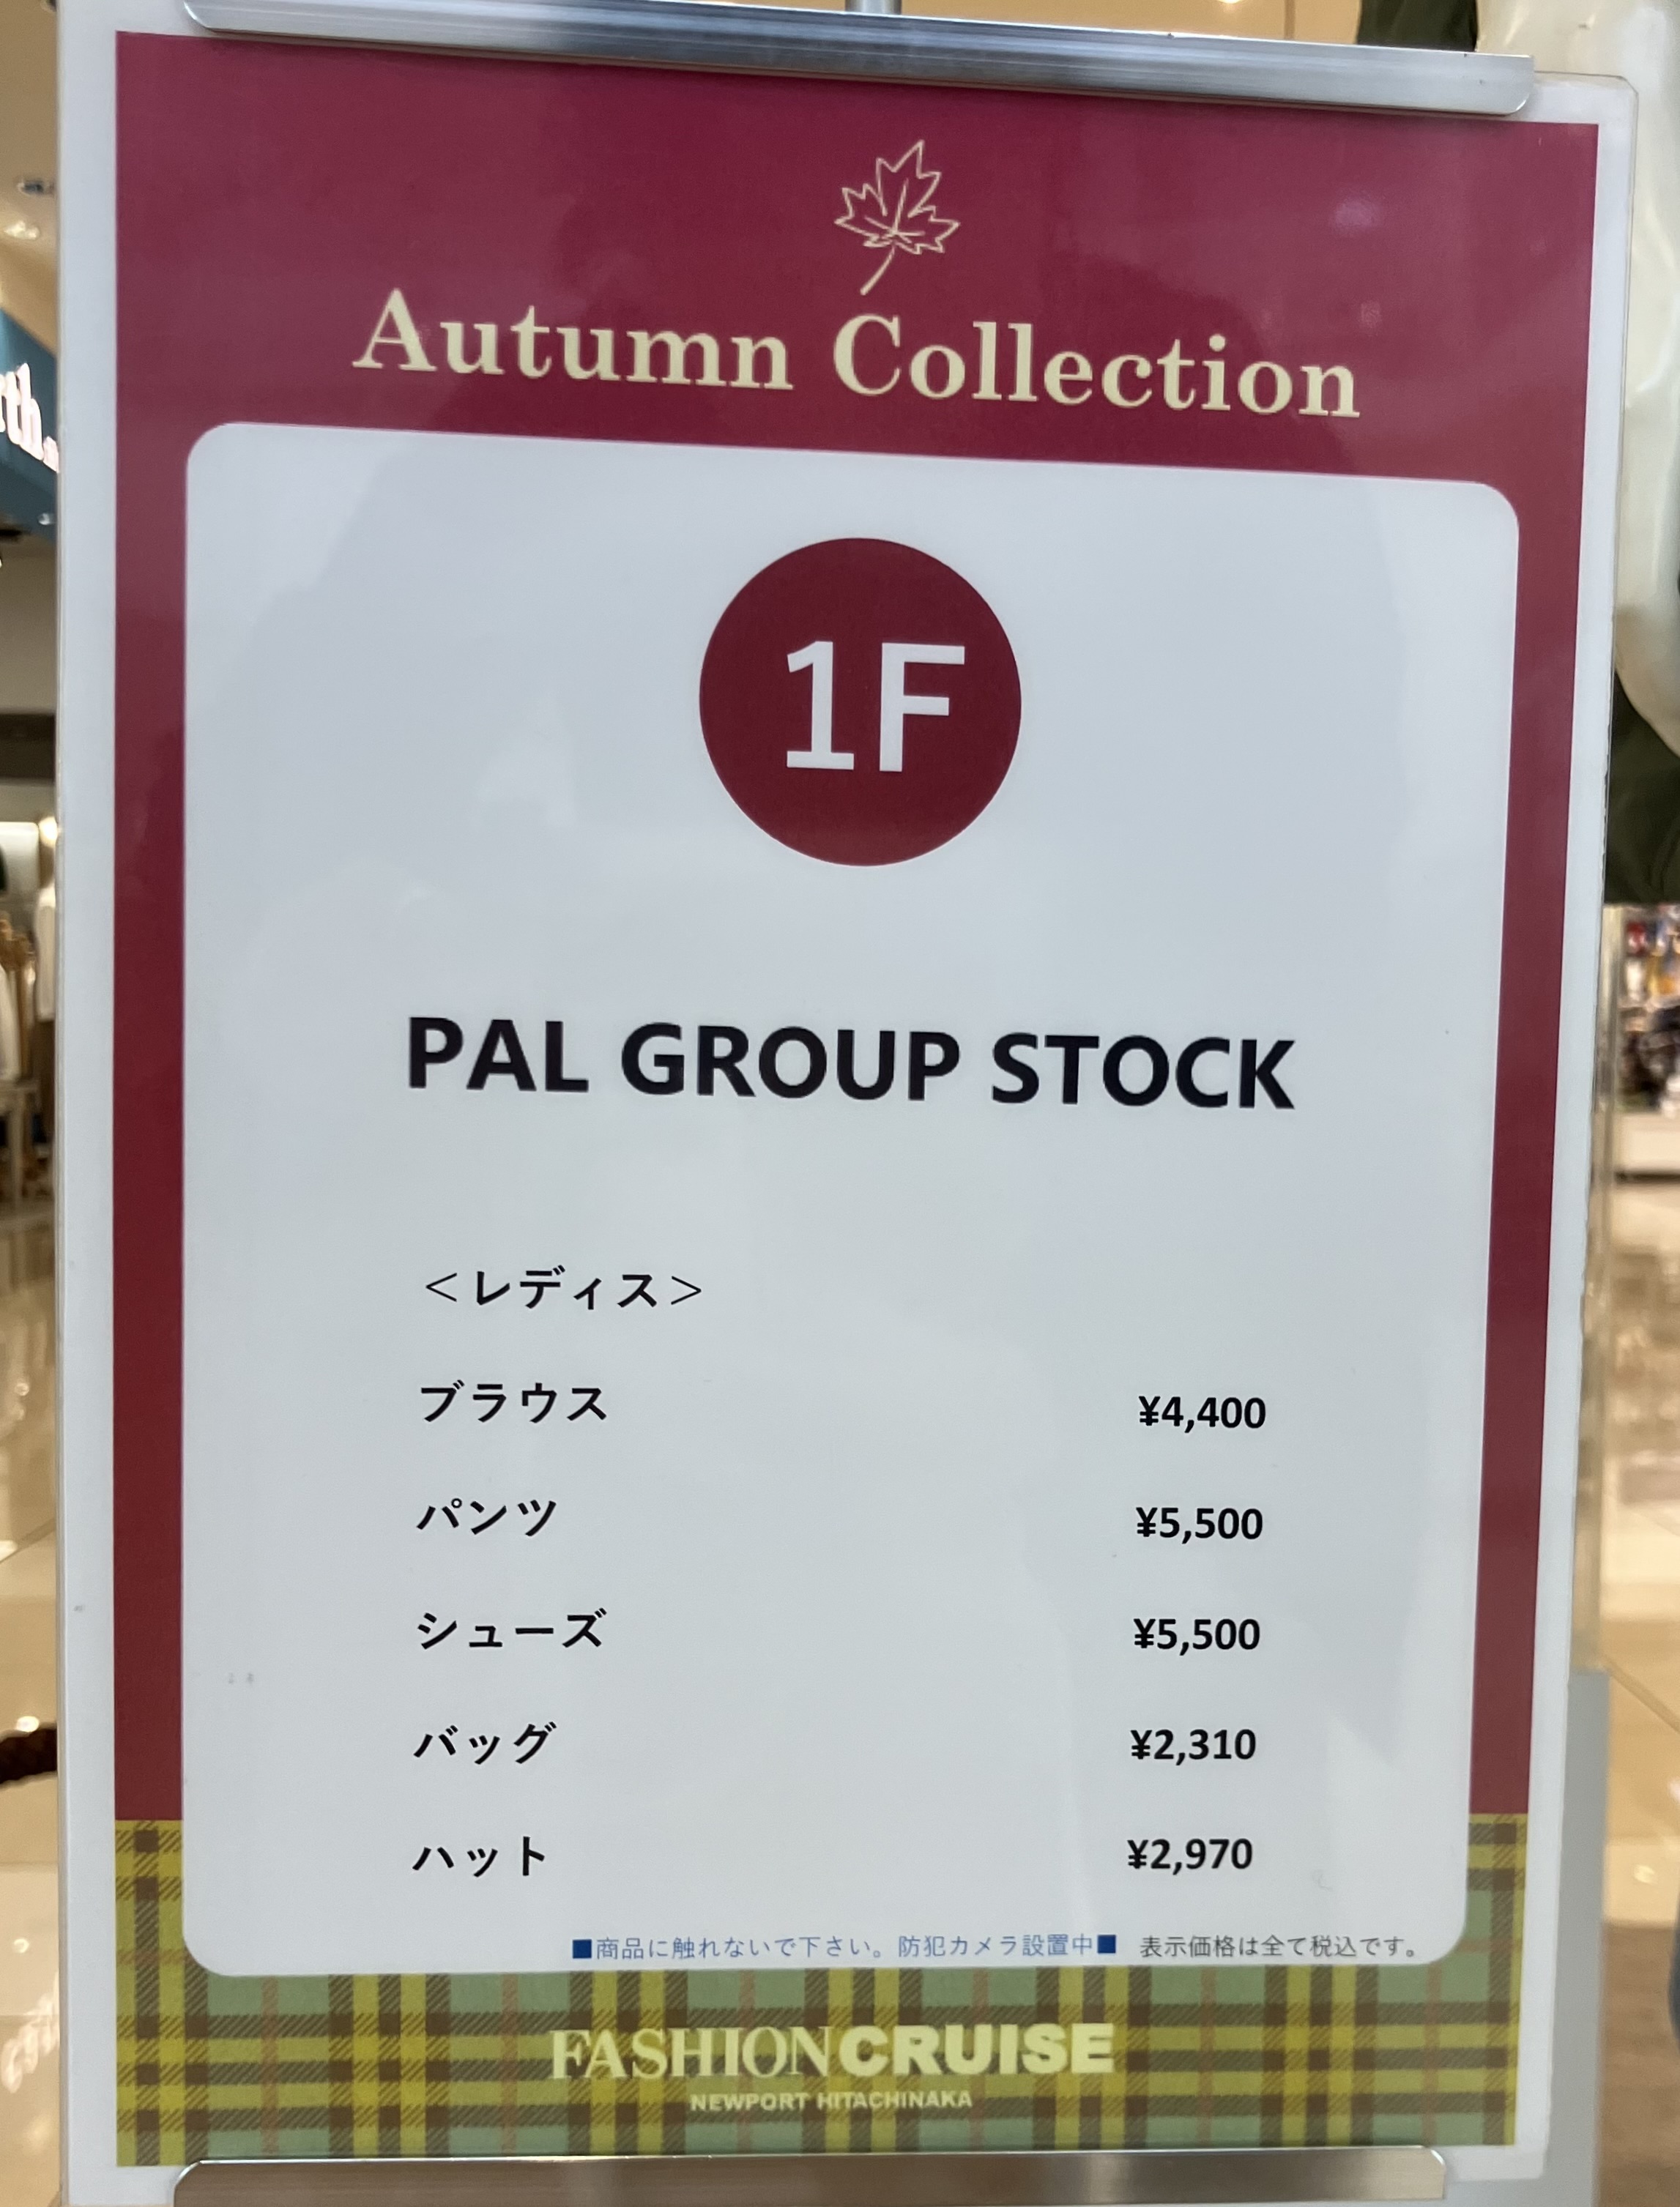 Autumn Collection
1F
PAL GROUP STOCK
＜レディス＞
ブラウス ¥4,400
パンツ ¥5,500
シューズ ¥5,500
バッグ ¥2,310
ハット ¥2,970
■商品に触れないで下さい。防犯カメラ設置中■ 表示価格は全て税込です。
FASHION CRUISE
NEWPORT HITACHINAKA